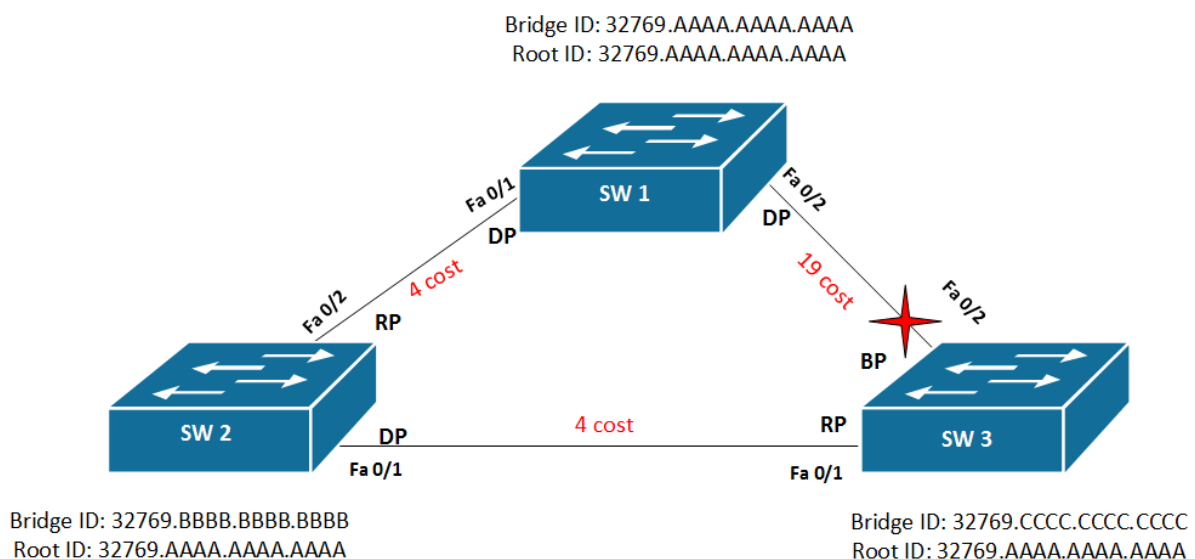 Bridge ID: 32769.AAAA.AAAA.AAAA
Root ID: 32769.AAAA.AAAA.AAAA
Fa 0/1
SW 1
Fa 0/2
DP
DP
4 cost
19 cost
Fa 0/2
RP
Fa 0/2
BP
SW 2
DP
4 cost
RP
SW 3
Fa 0/1
Fa 0/1
Bridge ID: 32769.BBBB.BBBB.BBBB
Root ID: 32769.AAAA.AAAA.AAAA
Bridge ID: 32769.CCCC.CCCC.CCCC
Root ID: 32769.AAAA.AAAA.AAAA